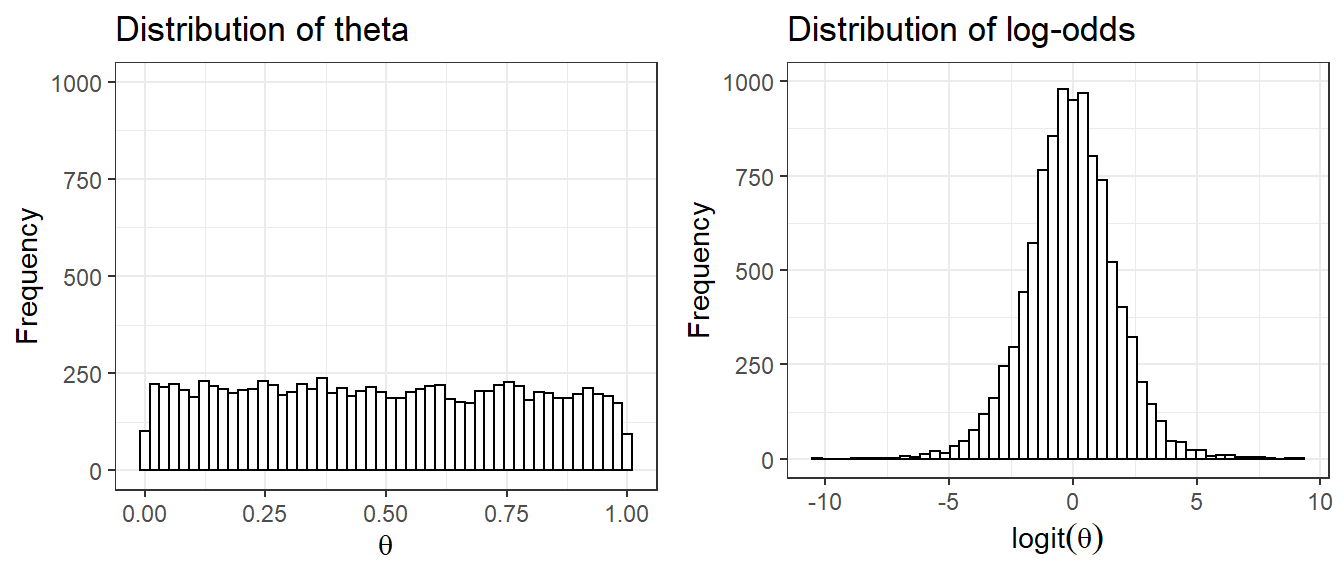 Distribution of theta
Frequency
1000
750
500
250
0
0.00 0.25 0.50 0.75 1.00
θ
Distribution of log-odds
Frequency
1000
750
500
250
0
-10 -5 0 5 10
logit(θ)